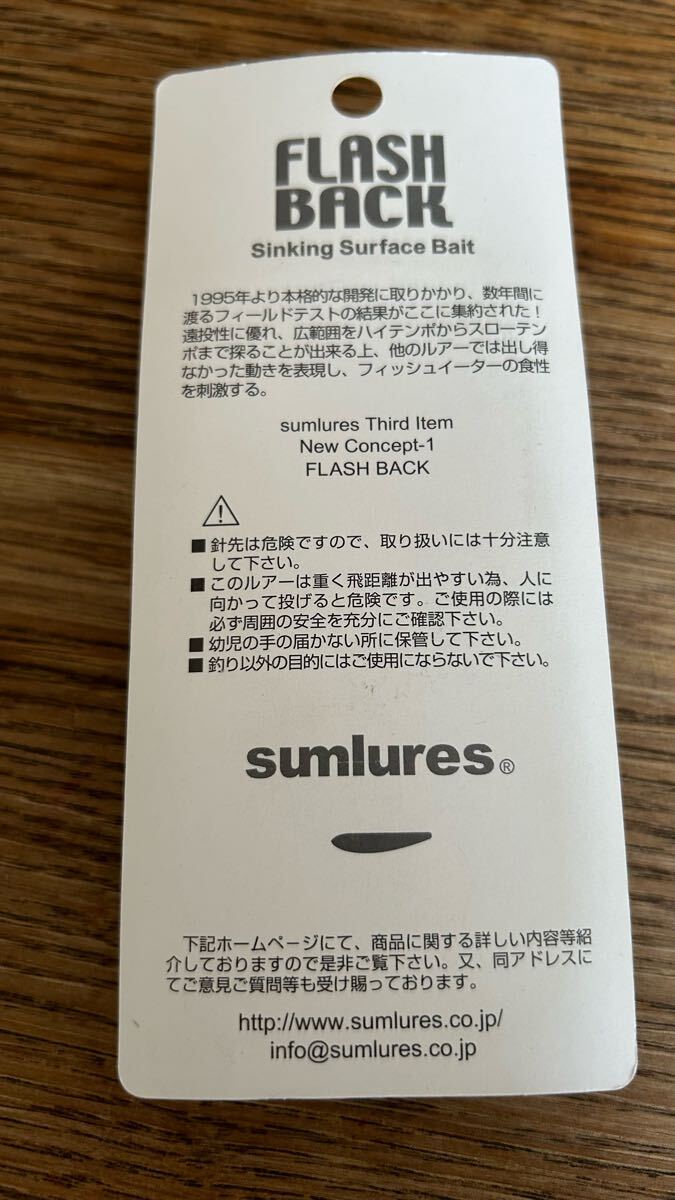 FLASH
BACK
Sinking Surface Bait
1995年より本格的な開発に取りかかり、数年間に
渡るフィールドテストの結果がここに集約された！
遠投性に優れ、広範囲をハイテンポからスローテン
ポまで探ることが出来る上、他のルアーでは出し得
なかった動きを表現し、フィッシュイーターの食性
を刺激する。
sumlures Third Item
New Concept-1
FLASH BACK
■ 針先は危険ですので、取り扱いには十分注意
して下さい。
■ このルアーは重く飛距離が出やすい為、人に
向かって投げると危険です。ご使用の際には
必ず周囲の安全を充分にご確認下さい。
■ 幼児の手の届かない所に保管して下さい。
■ 釣り以外の目的にはご使用にならないで下さい。
sumlures®
下記ホームページにて、商品に関する詳しい内容等紹
介しておりますので是非ご覧下さい。又、同アドレスに
てご意見ご質問等も受け賜っております。
http://www.sumlures.co.jp/
info@sumlures.co.jp